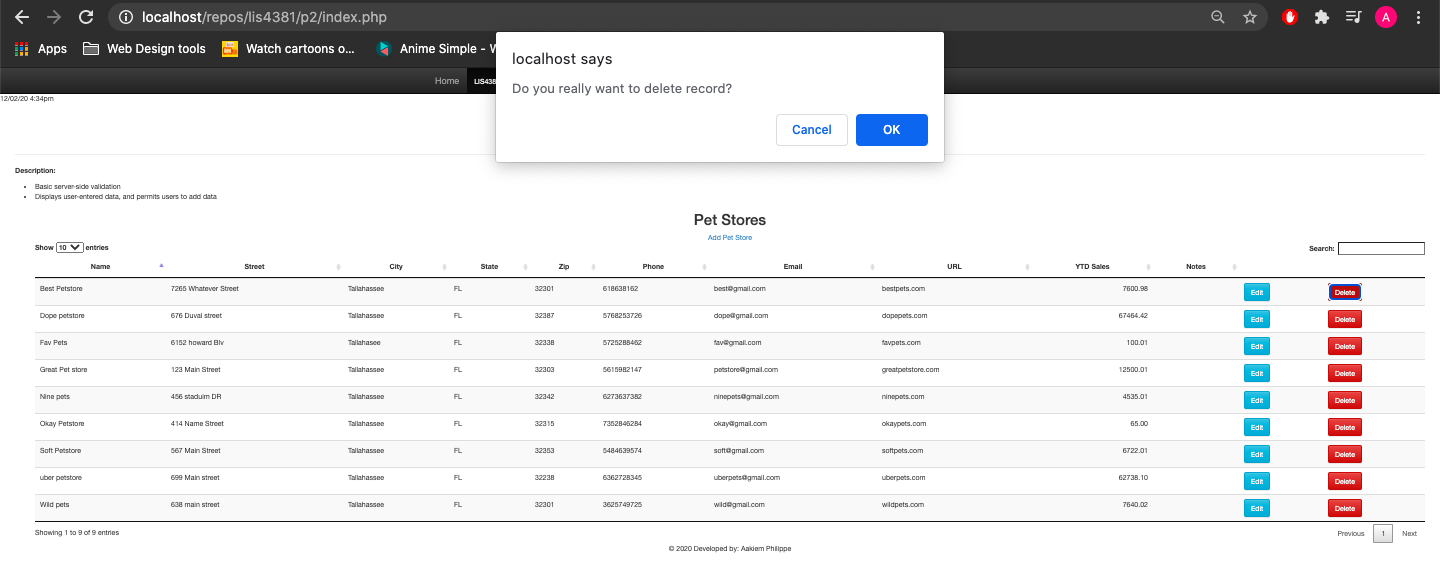 localhost/repos/lis4381/p2/index.php
A
Apps Web Design tools Watch cartoons o... Anime Simple - W
localhost says
Do you really want to delete record?
Cancel OK
Home LIS438
12/02/20 4:34pm
Description:
Basic server-side validation
Displays user-entered data, and permits users to add data
Pet Stores
Add Pet Store
Show 10 entries Search:
Name Street City State Zip Phone Email URL YTD Sales Notes
Best Petstore 7265 Whatever Street Tallahassee FL 32301 618638162 best@gmail.com bestpets.com 7600.98 Edit Delete
Dope petstore 676 Duval street Tallahasee FL 32387 5768253726 dope@gmail.com dopepets.com 67464.42 Edit Delete
Fav Pets 6152 howard Blv Tallahasee FL 32338 5725288462 fav@gmail.com favpets.com 100.01 Edit Delete
Great Pet store 123 Main Street Tallahassee FL 32303 5615982147 petstore@gmail.com greatpetstore.com 12500.01 Edit Delete
Nine pets 456 staduim DR Tallahassee FL 32342 6273637382 ninepets@gmail.com ninepets.com 4535.01 Edit Delete
Okay Petstore 414 Name Street Tallahassee FL 32315 7352846284 okay@gmail.com okaypets.com 65.00 Edit Delete
Soft Petstore 567 Main Street Tallahassee FL 32353 5484639574 soft@gmail.com softpets.com 6722.01 Edit Delete
uber petstore 699 Main street Tallahassee FL 32238 6362728345 uberpets@gmail.com uberpets.com 62738.10 Edit Delete
Wild pets 638 main street Tallahassee FL 32301 3625749725 wild@gmail.com wildpets.com 7640.02 Edit Delete
Showing 1 to 9 of 9 entries Previous 1 Next
© 2020 Developed by: Aakiem Philippe